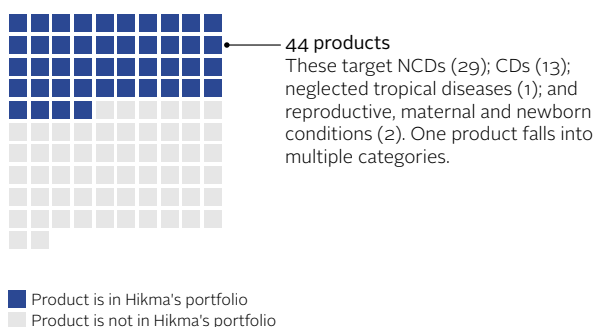 44 products
These target NCDs (29); CDs (13);
neglected tropical diseases (1); and
reproductive, maternal and newborn
conditions (2). One product falls into
multiple categories.
Product is in Hikma's portfolio
Product is not in Hikma's portfolio